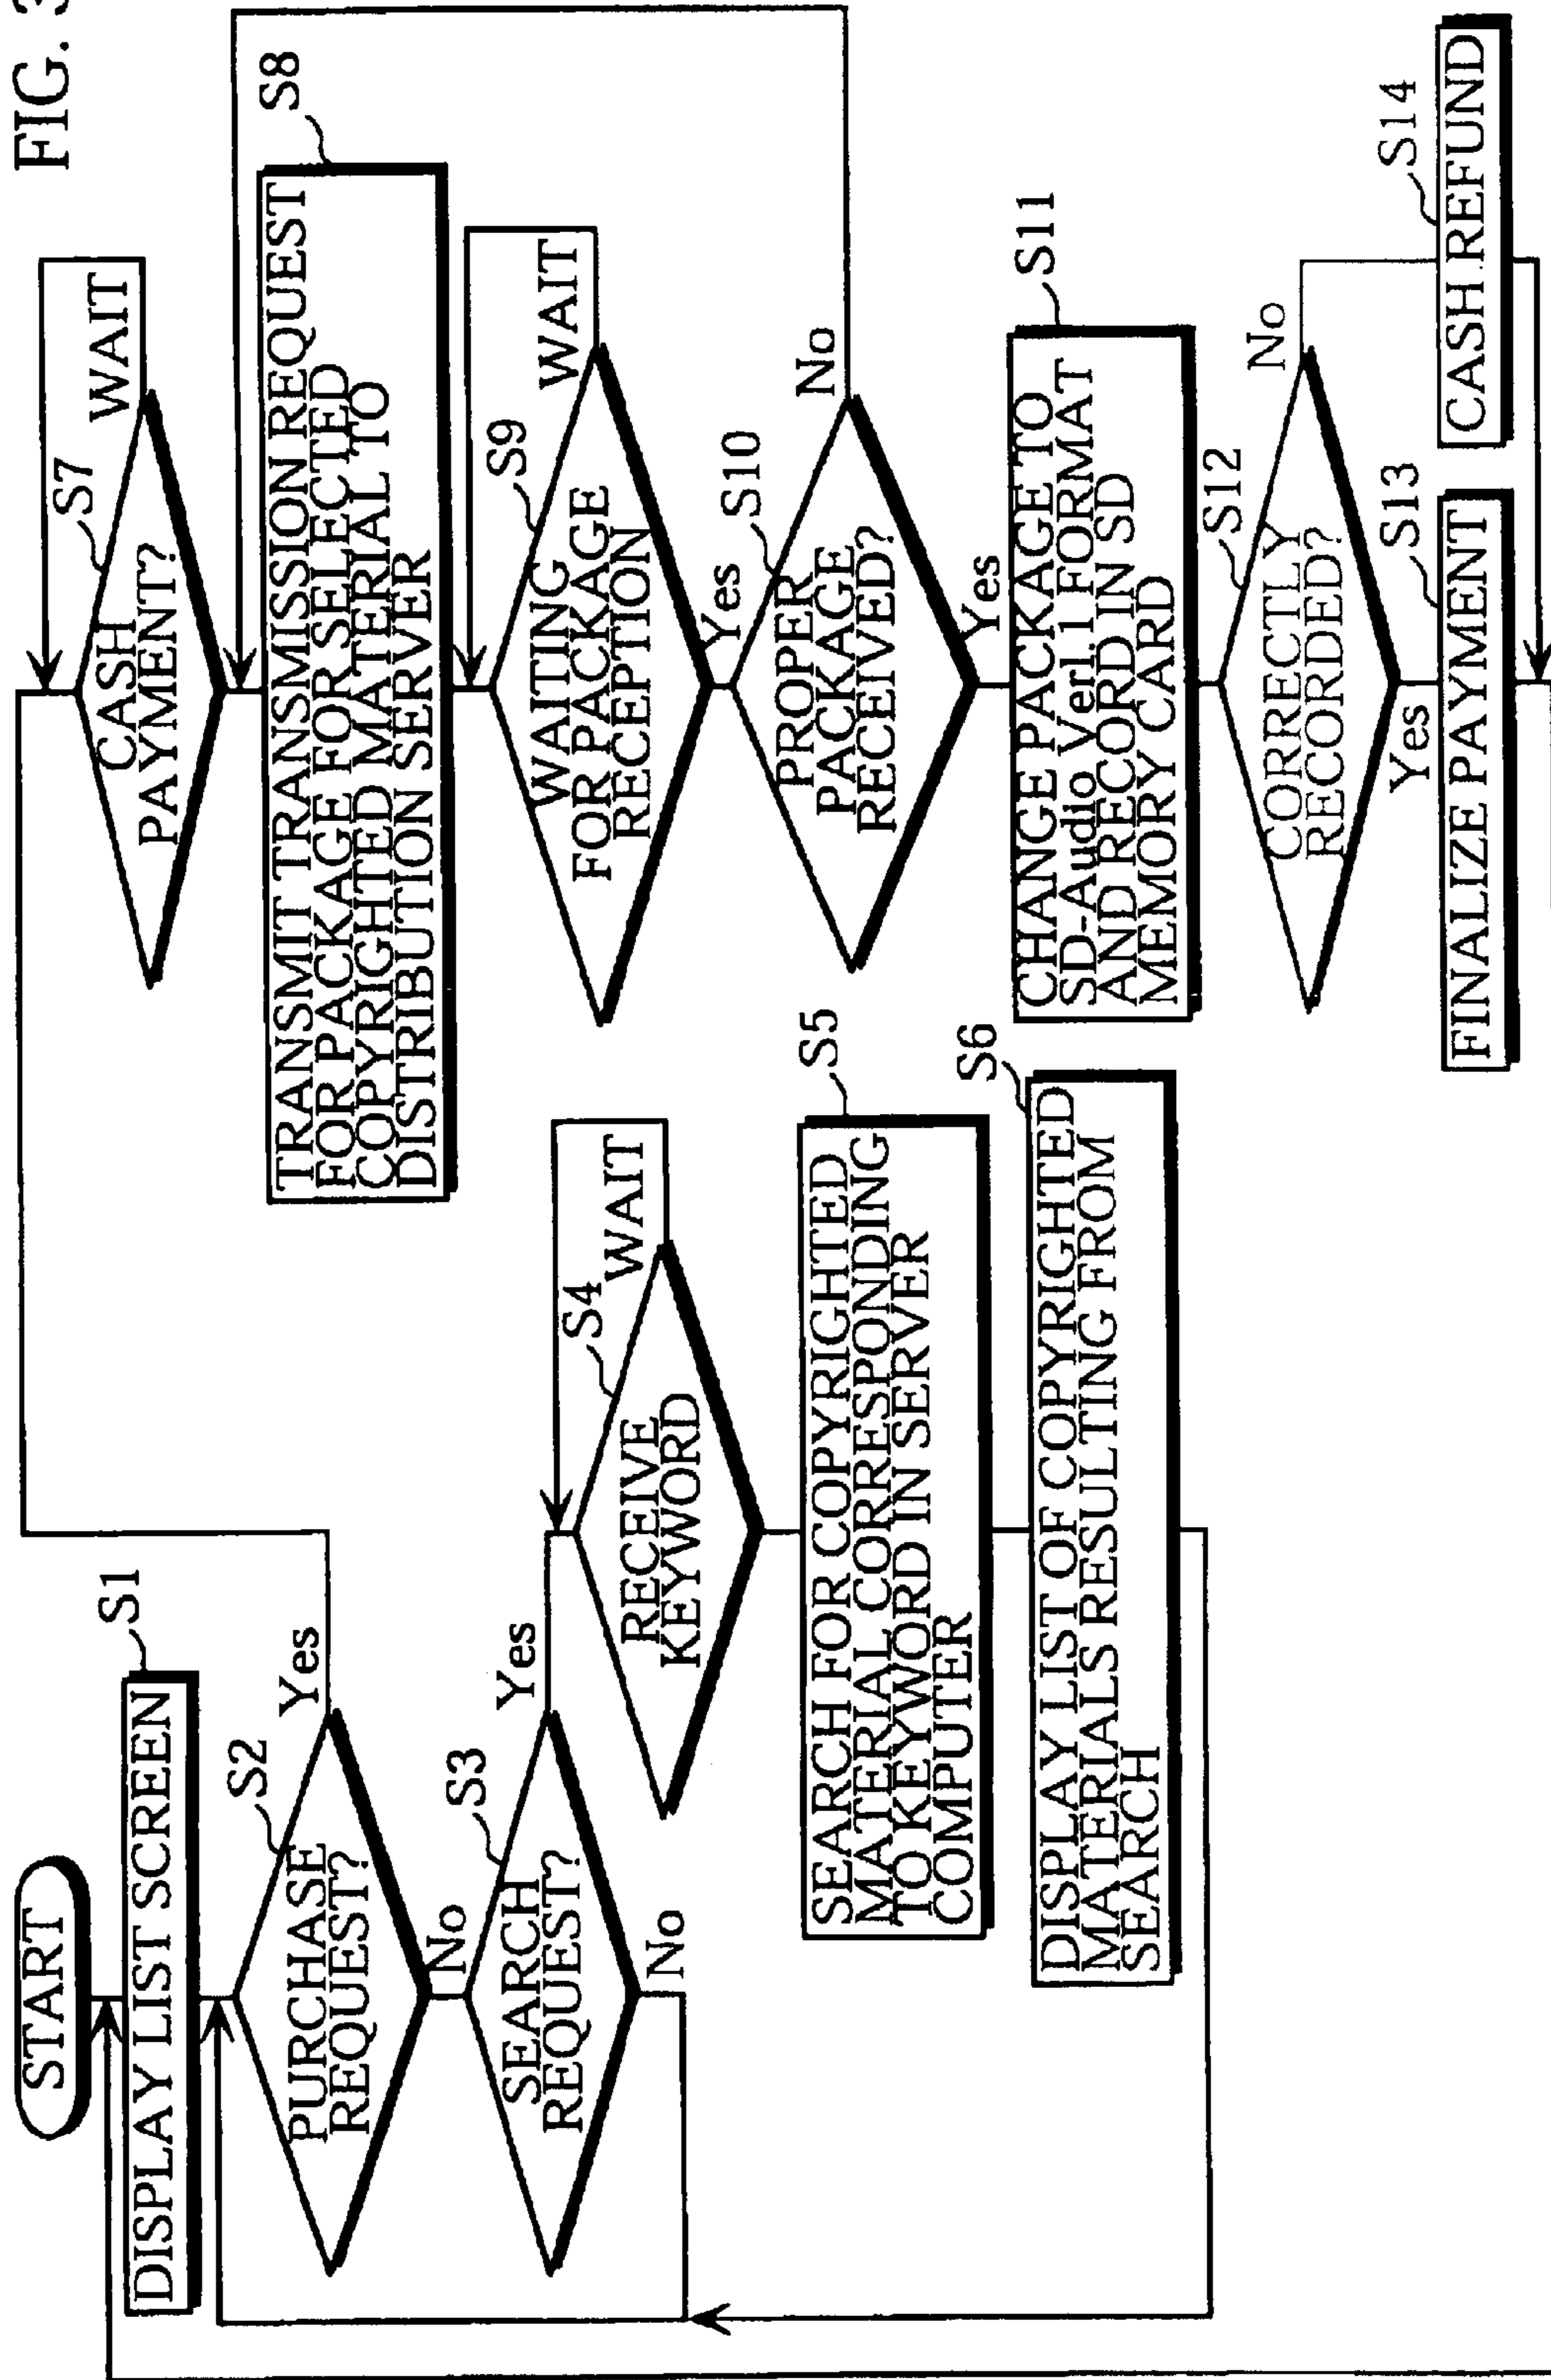 FIG. 3
START
S1
DISPLAY LIST SCREEN
S2
PURCHASE
REQUEST?
Yes
No
S3
SEARCH
REQUEST?
Yes
No
S4
RECEIVE
KEYWORD
WAIT
S5
SEARCH FOR COPYRIGHTED
MATERIAL CORRESPONDING
TO KEYWORD IN SERVER
COMPUTER
S6
DISPLAY LIST OF COPYRIGHTED
MATERIALS RESULTING FROM
SEARCH
S7
CASH
PAYMENT?
WAIT
S8
TRANSMIT TRANSMISSION REQUEST
FOR PACKAGE FOR SELECTED
COPYRIGHTED MATERIAL TO
DISTRIBUTION SERVER
S9
WAITING
FOR PACKAGE
RECEPTION
WAIT
Yes
S10
PROPER
PACKAGE
RECEIVED?
No
Yes
S11
CHANGE PACKAGE TO
SD-Audio Ver1.1 FORMAT
AND RECORD IN SD
MEMORY CARD
S12
CORRECTLY
RECORDED?
No
Yes
S13
FINALIZE PAYMENT
S14
CASH REFUND